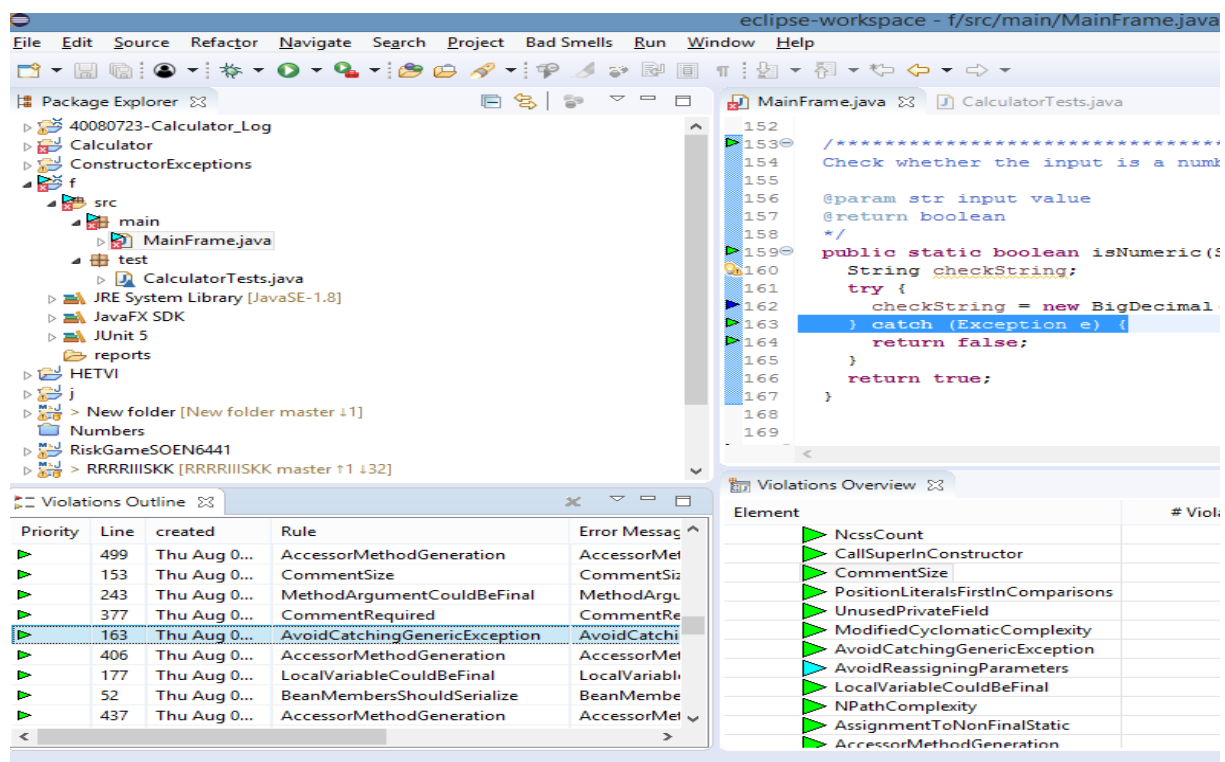 eclipse-workspace - f/src/main/MainFrame.java
File Edit Source Refactor Navigate Search Project Bad Smells Run Window Help
Package Explorer
40080723-Calculator_Log
Calculator
ConstructorExceptions
f
src
main
MainFrame.java
test
CalculatorTests.java
JRE System Library [JavaSE-1.8]
JavaFX SDK
JUnit 5
reports
HETVI
j
> New folder [New folder master ↓1]
Numbers
RiskGameSOEN6441
> RRRRIIISKK [RRRRIIISKK master ↑1 ↓32]
MainFrame.java CalculatorTests.java
152
153 /*********************************
154 Check whether the input is a numb
155
156 @param str input value
157 @return boolean
158 */
159 public static boolean isNumeric(S
160 String checkString;
161 try {
162 checkString = new BigDecimal
163 } catch (Exception e) {
164 return false;
165 }
166 return true;
167 }
168
169
Violations Outline
Priority Line created Rule Error Messag
499 Thu Aug 0... AccessorMethodGeneration AccessorMet
153 Thu Aug 0... CommentSize CommentSiz
243 Thu Aug 0... MethodArgumentCouldBeFinal MethodArgu
377 Thu Aug 0... CommentRequired CommentRe
163 Thu Aug 0... AvoidCatchingGenericException AvoidCatchi
406 Thu Aug 0... AccessorMethodGeneration AccessorMet
177 Thu Aug 0... LocalVariableCouldBeFinal LocalVariabl
52 Thu Aug 0... BeanMembersShouldSerialize BeanMembe
437 Thu Aug 0... AccessorMethodGeneration AccessorMet
Violations Overview
Element # Viola
NcssCount
CallSuperInConstructor
CommentSize
PositionLiteralsFirstInComparisons
UnusedPrivateField
ModifiedCyclomaticComplexity
AvoidCatchingGenericException
AvoidReassigningParameters
LocalVariableCouldBeFinal
NPathComplexity
AssignmentToNonFinalStatic
AccessorMethodGeneration